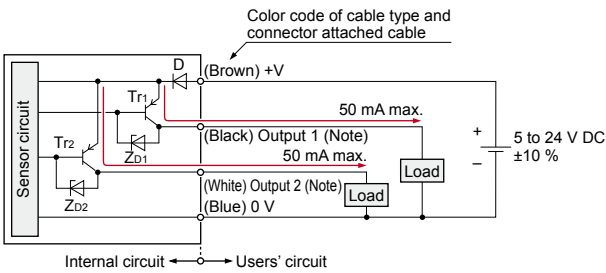 Color code of cable type and
connector attached cable
D
(Brown) +V
Tr1
50 mA max.
ZD1
(Black) Output 1 (Note)
Sensor circuit
Tr2
50 mA max.
+
5 to 24 V DC
±10 %
–
Load
ZD2
(White) Output 2 (Note)
Load
(Blue) 0 V
Internal circuit
Users' circuit